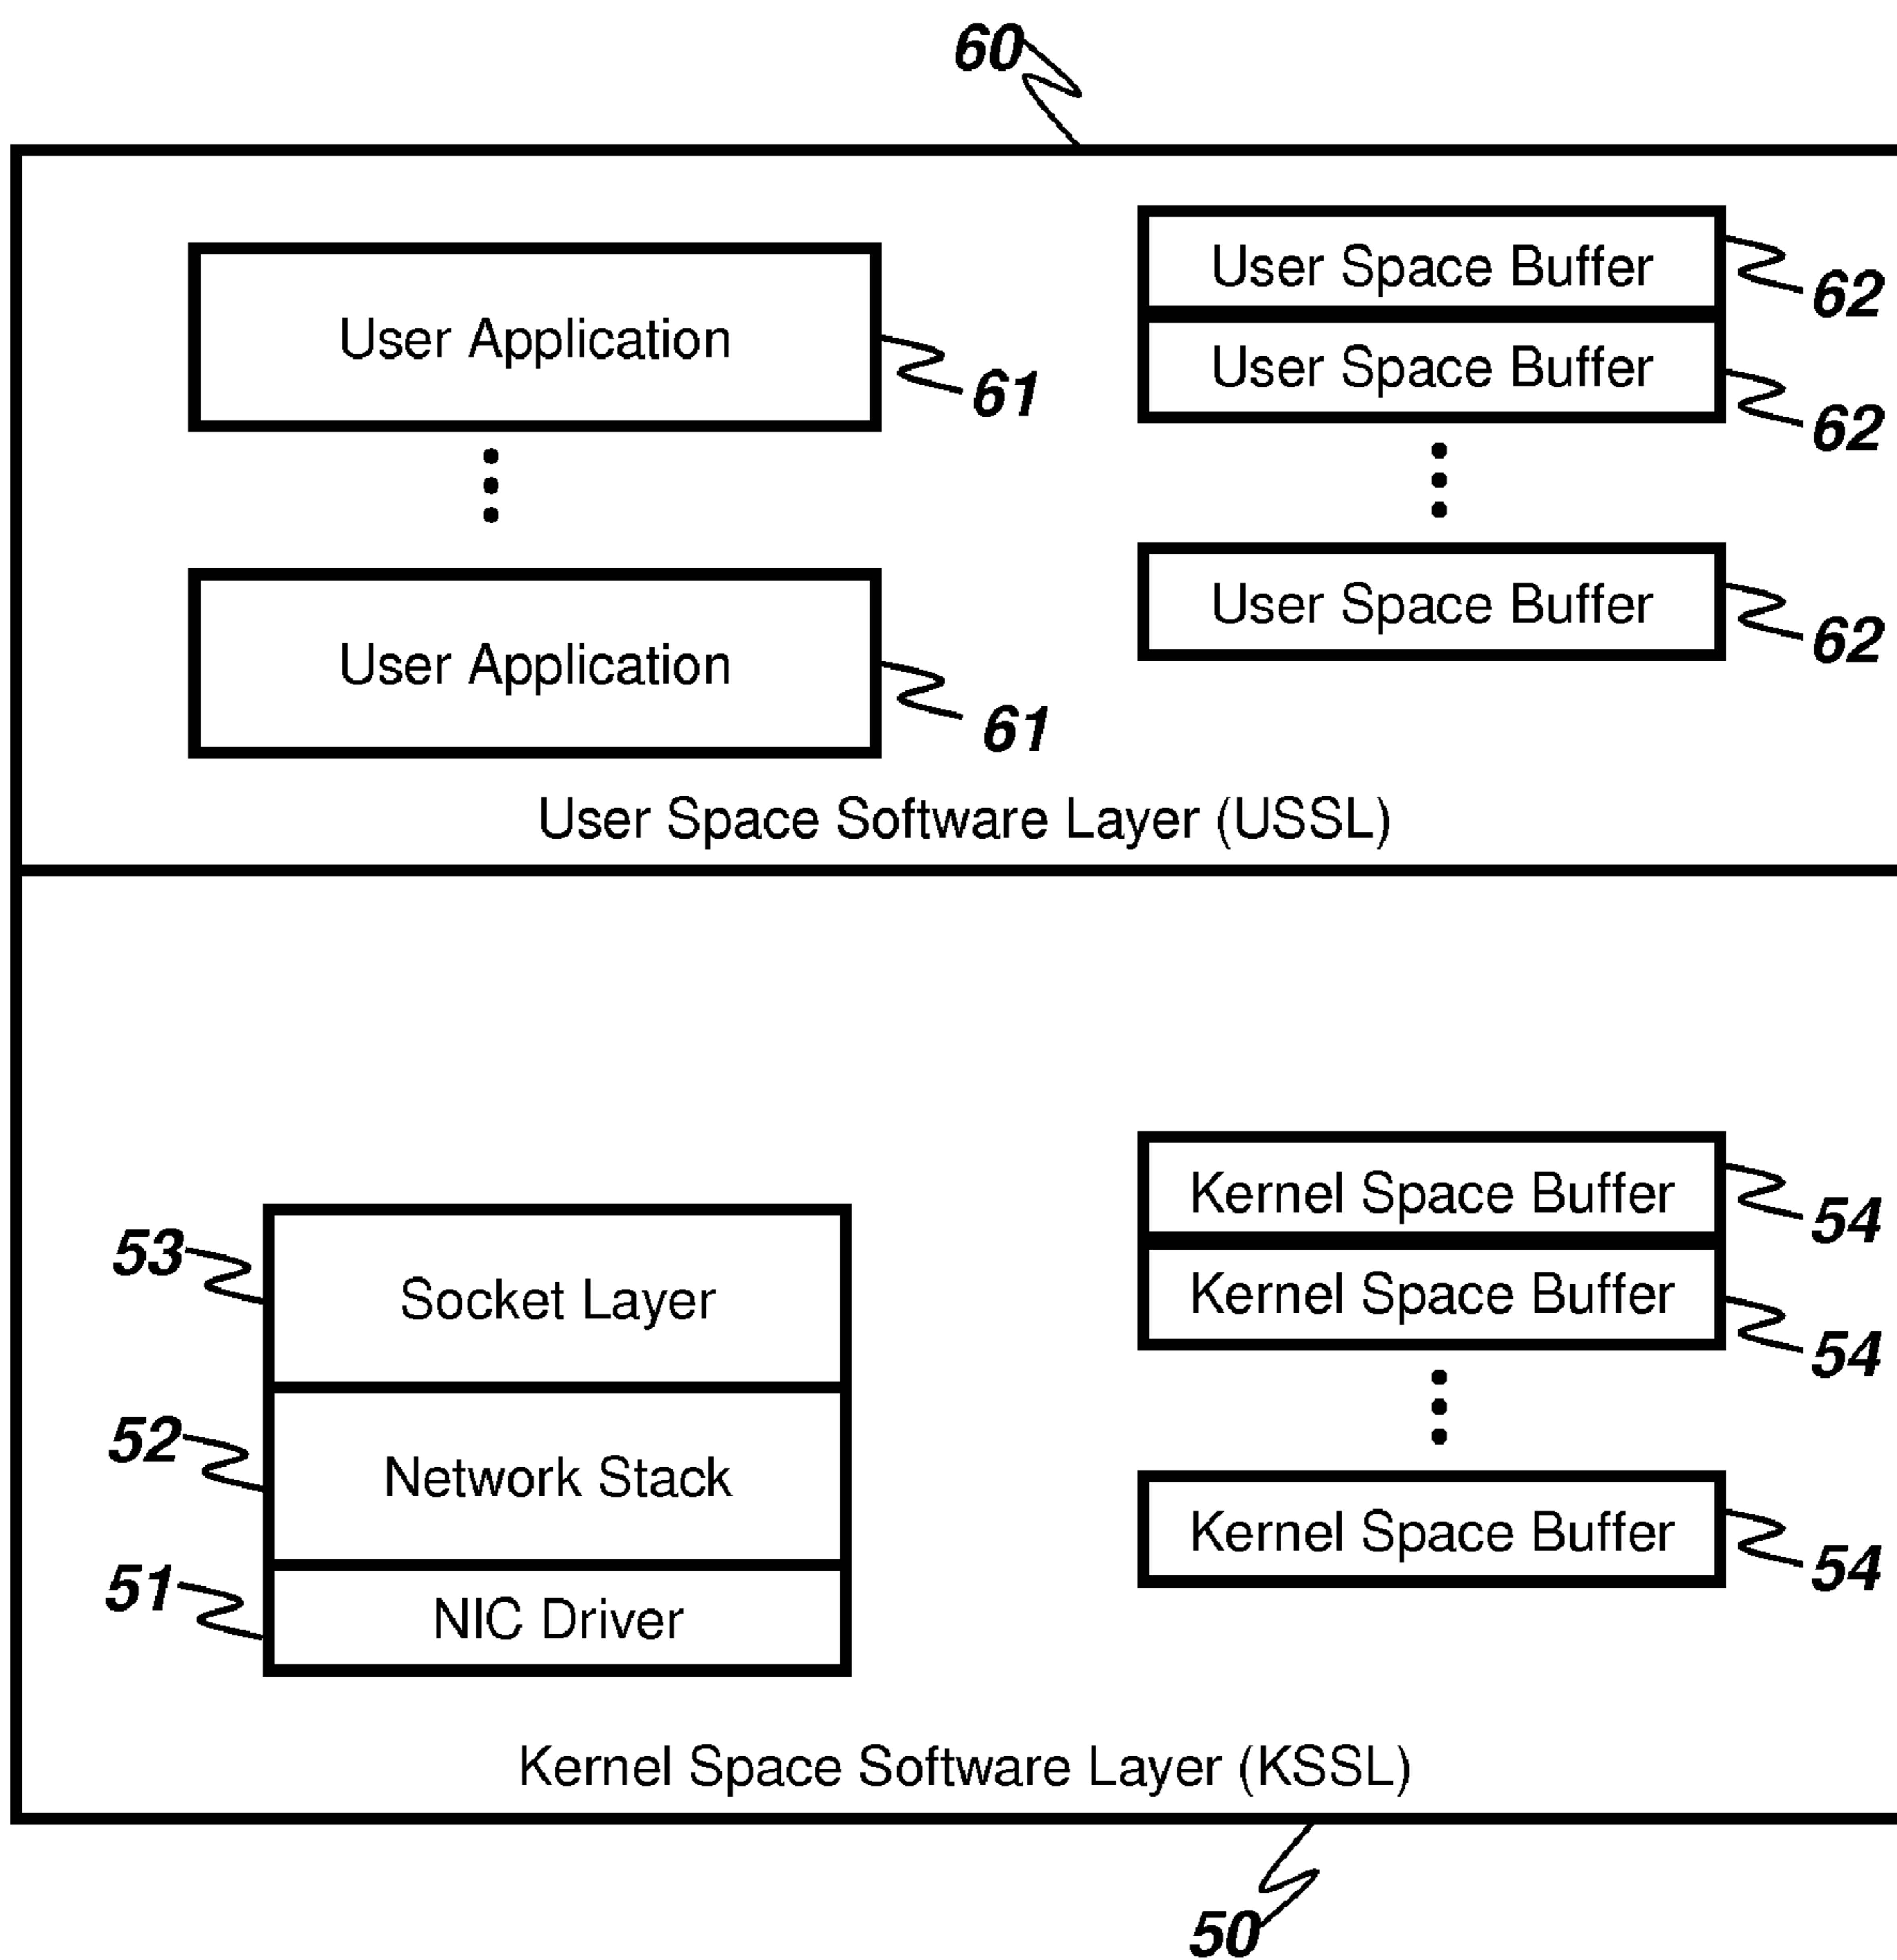 60
User Application
61
User Application
61
User Space Buffer
62
User Space Buffer
62
User Space Buffer
62
User Space Software Layer (USSL)
53
Socket Layer
52
Network Stack
51
NIC Driver
Kernel Space Buffer
54
Kernel Space Buffer
54
Kernel Space Buffer
54
Kernel Space Software Layer (KSSL)
50